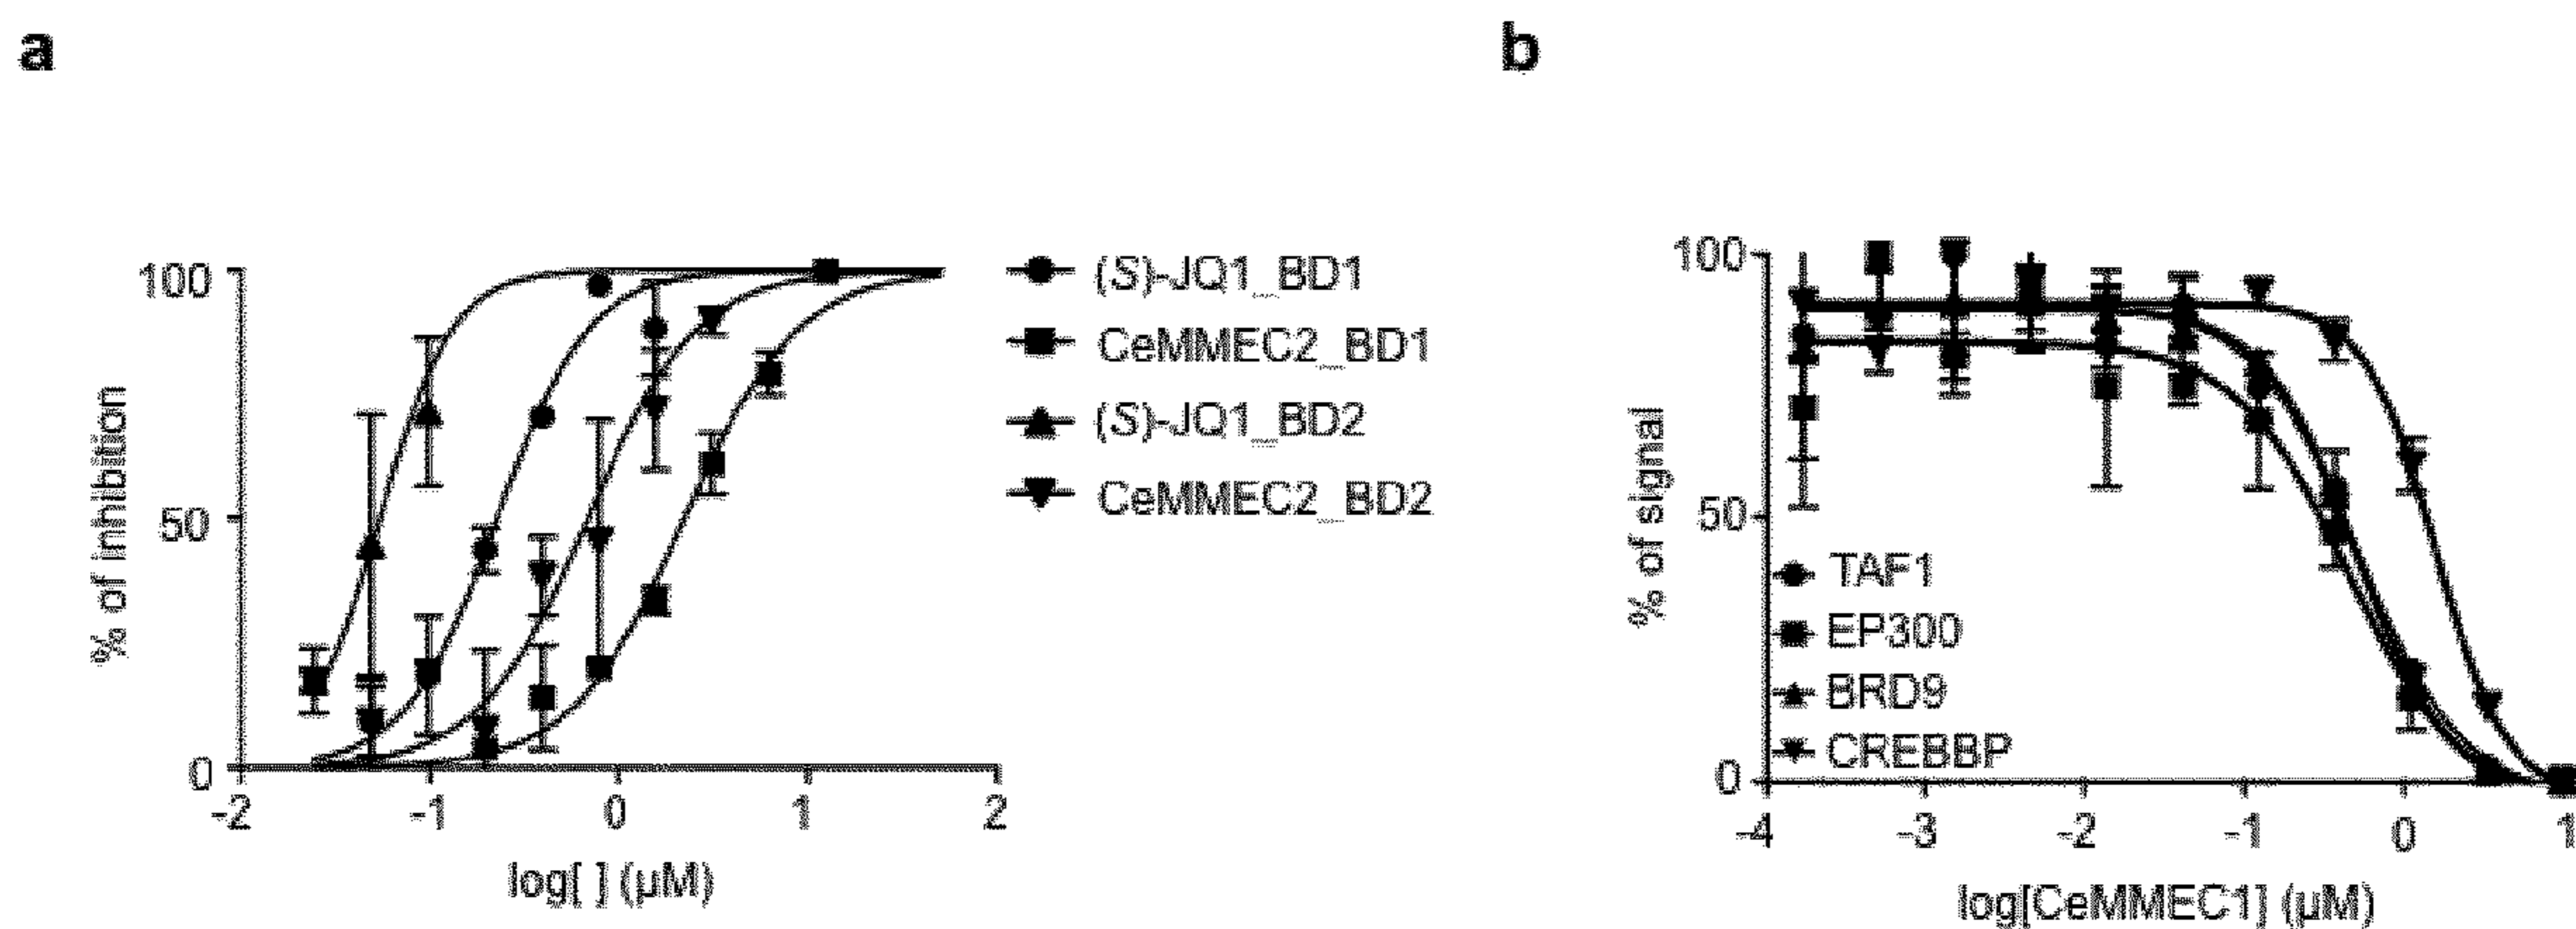 a
b
% of inhibition
100
50
0
-2
-1
0
1
2
log[ ] (µM)
(S)-JQ1_BD1
CeMMEC2_BD1
(S)-JQ1_BD2
CeMMEC2_BD2
% of signal
100
50
0
TAF1
EP300
BRD9
CREBBP
-4
-3
-2
-1
0
1
log[CeMMEC1] (µM)